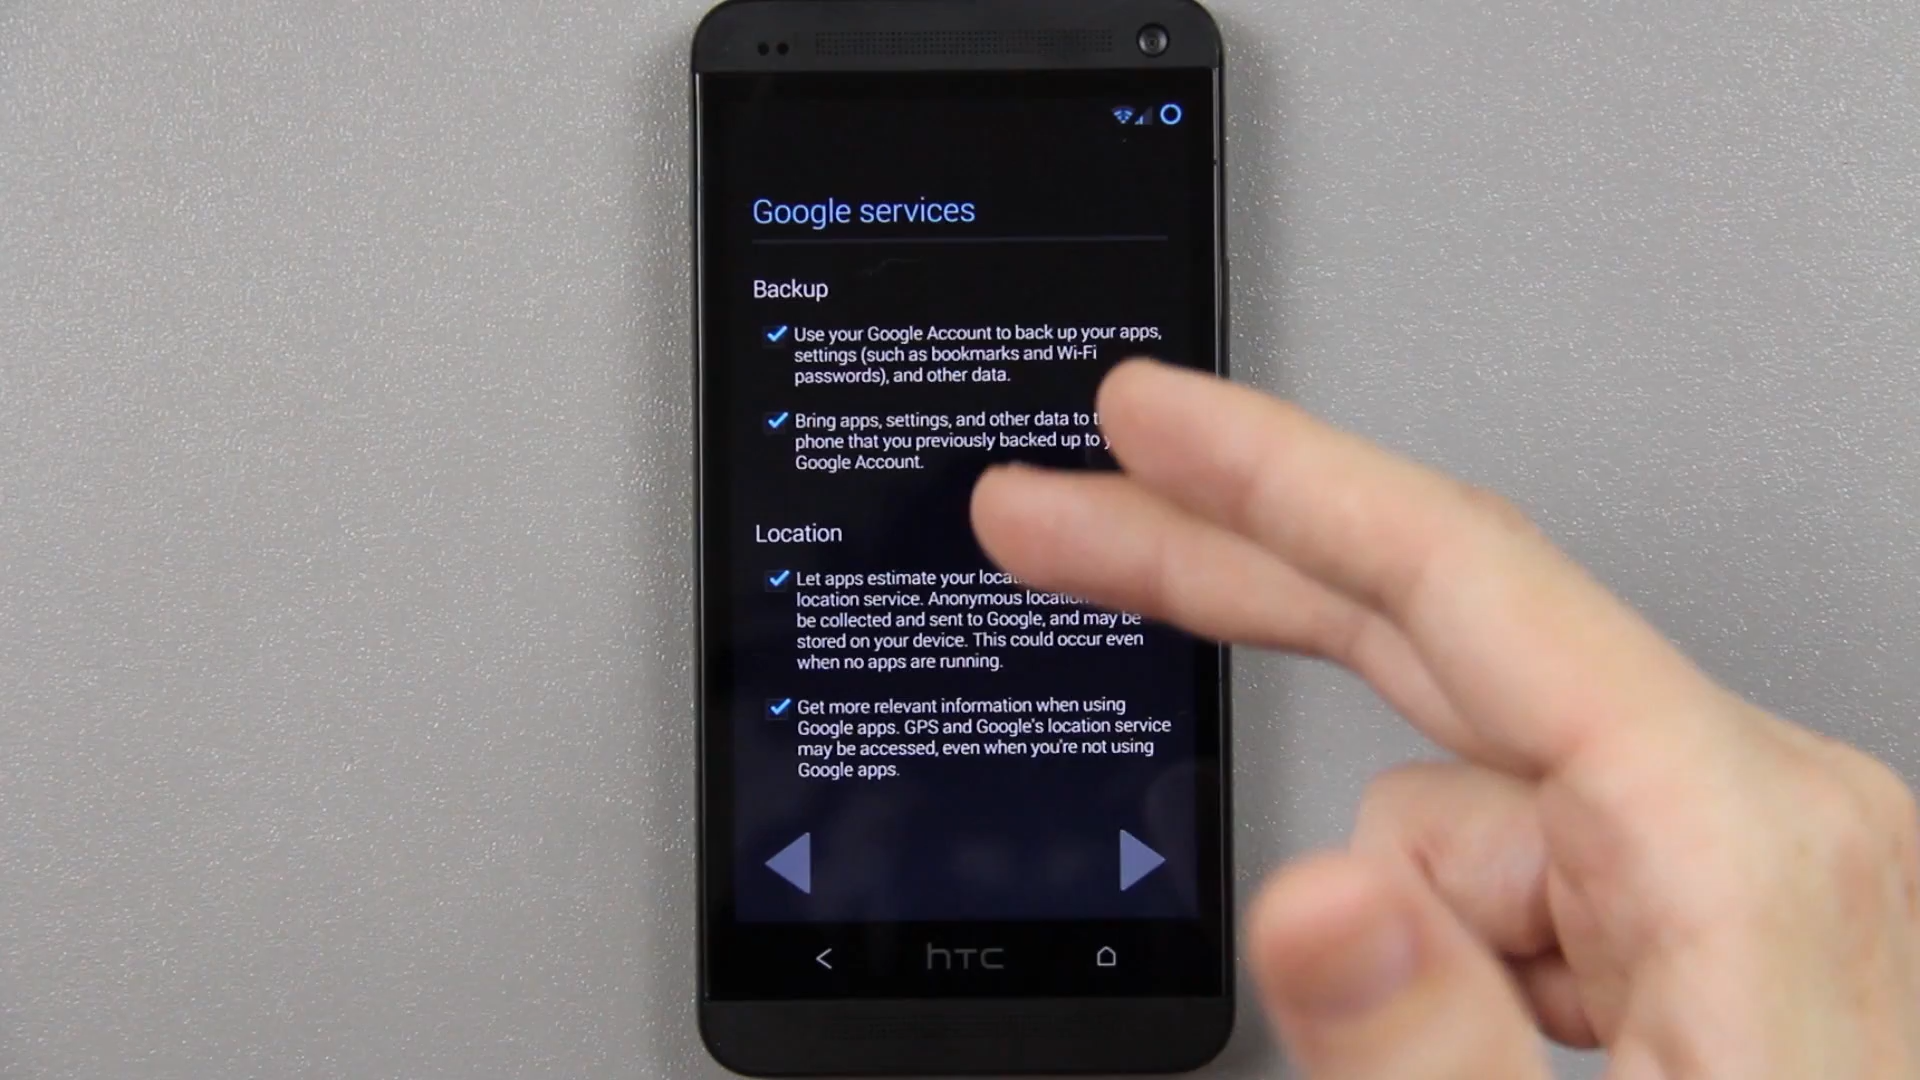 Google services
Backup
Use your Google Account to back up your apps,
settings (such as bookmarks and Wi-Fi
passwords), and other data.
Bring apps, settings, and other data to
phone that you previously backed up to
Google Account.
Location
Let apps estimate your
location service. Anonymous
be collected and sent to Google, and may be
stored on your device. This could occur even
when no apps are running.
Get more relevant information when using
Google apps. GPS and Google's location service
may be accessed, even when you're not using
Google apps.
hTC